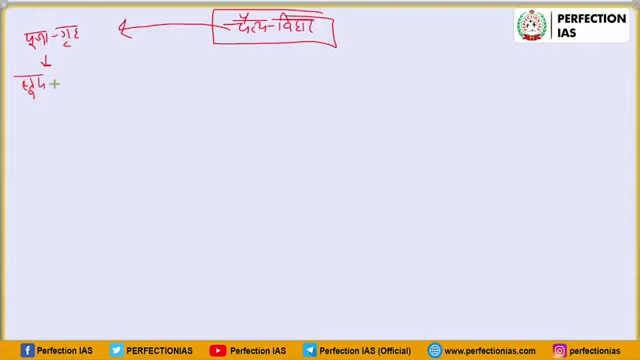 चैत्य-विहार
पूजा-गृह
स्तूप
PERFECTION
IAS
Perfection IAS
PERFECTIONIAS
Perfection IAS
Perfection IAS (Official)
www.perfectionias.com
perfectionias